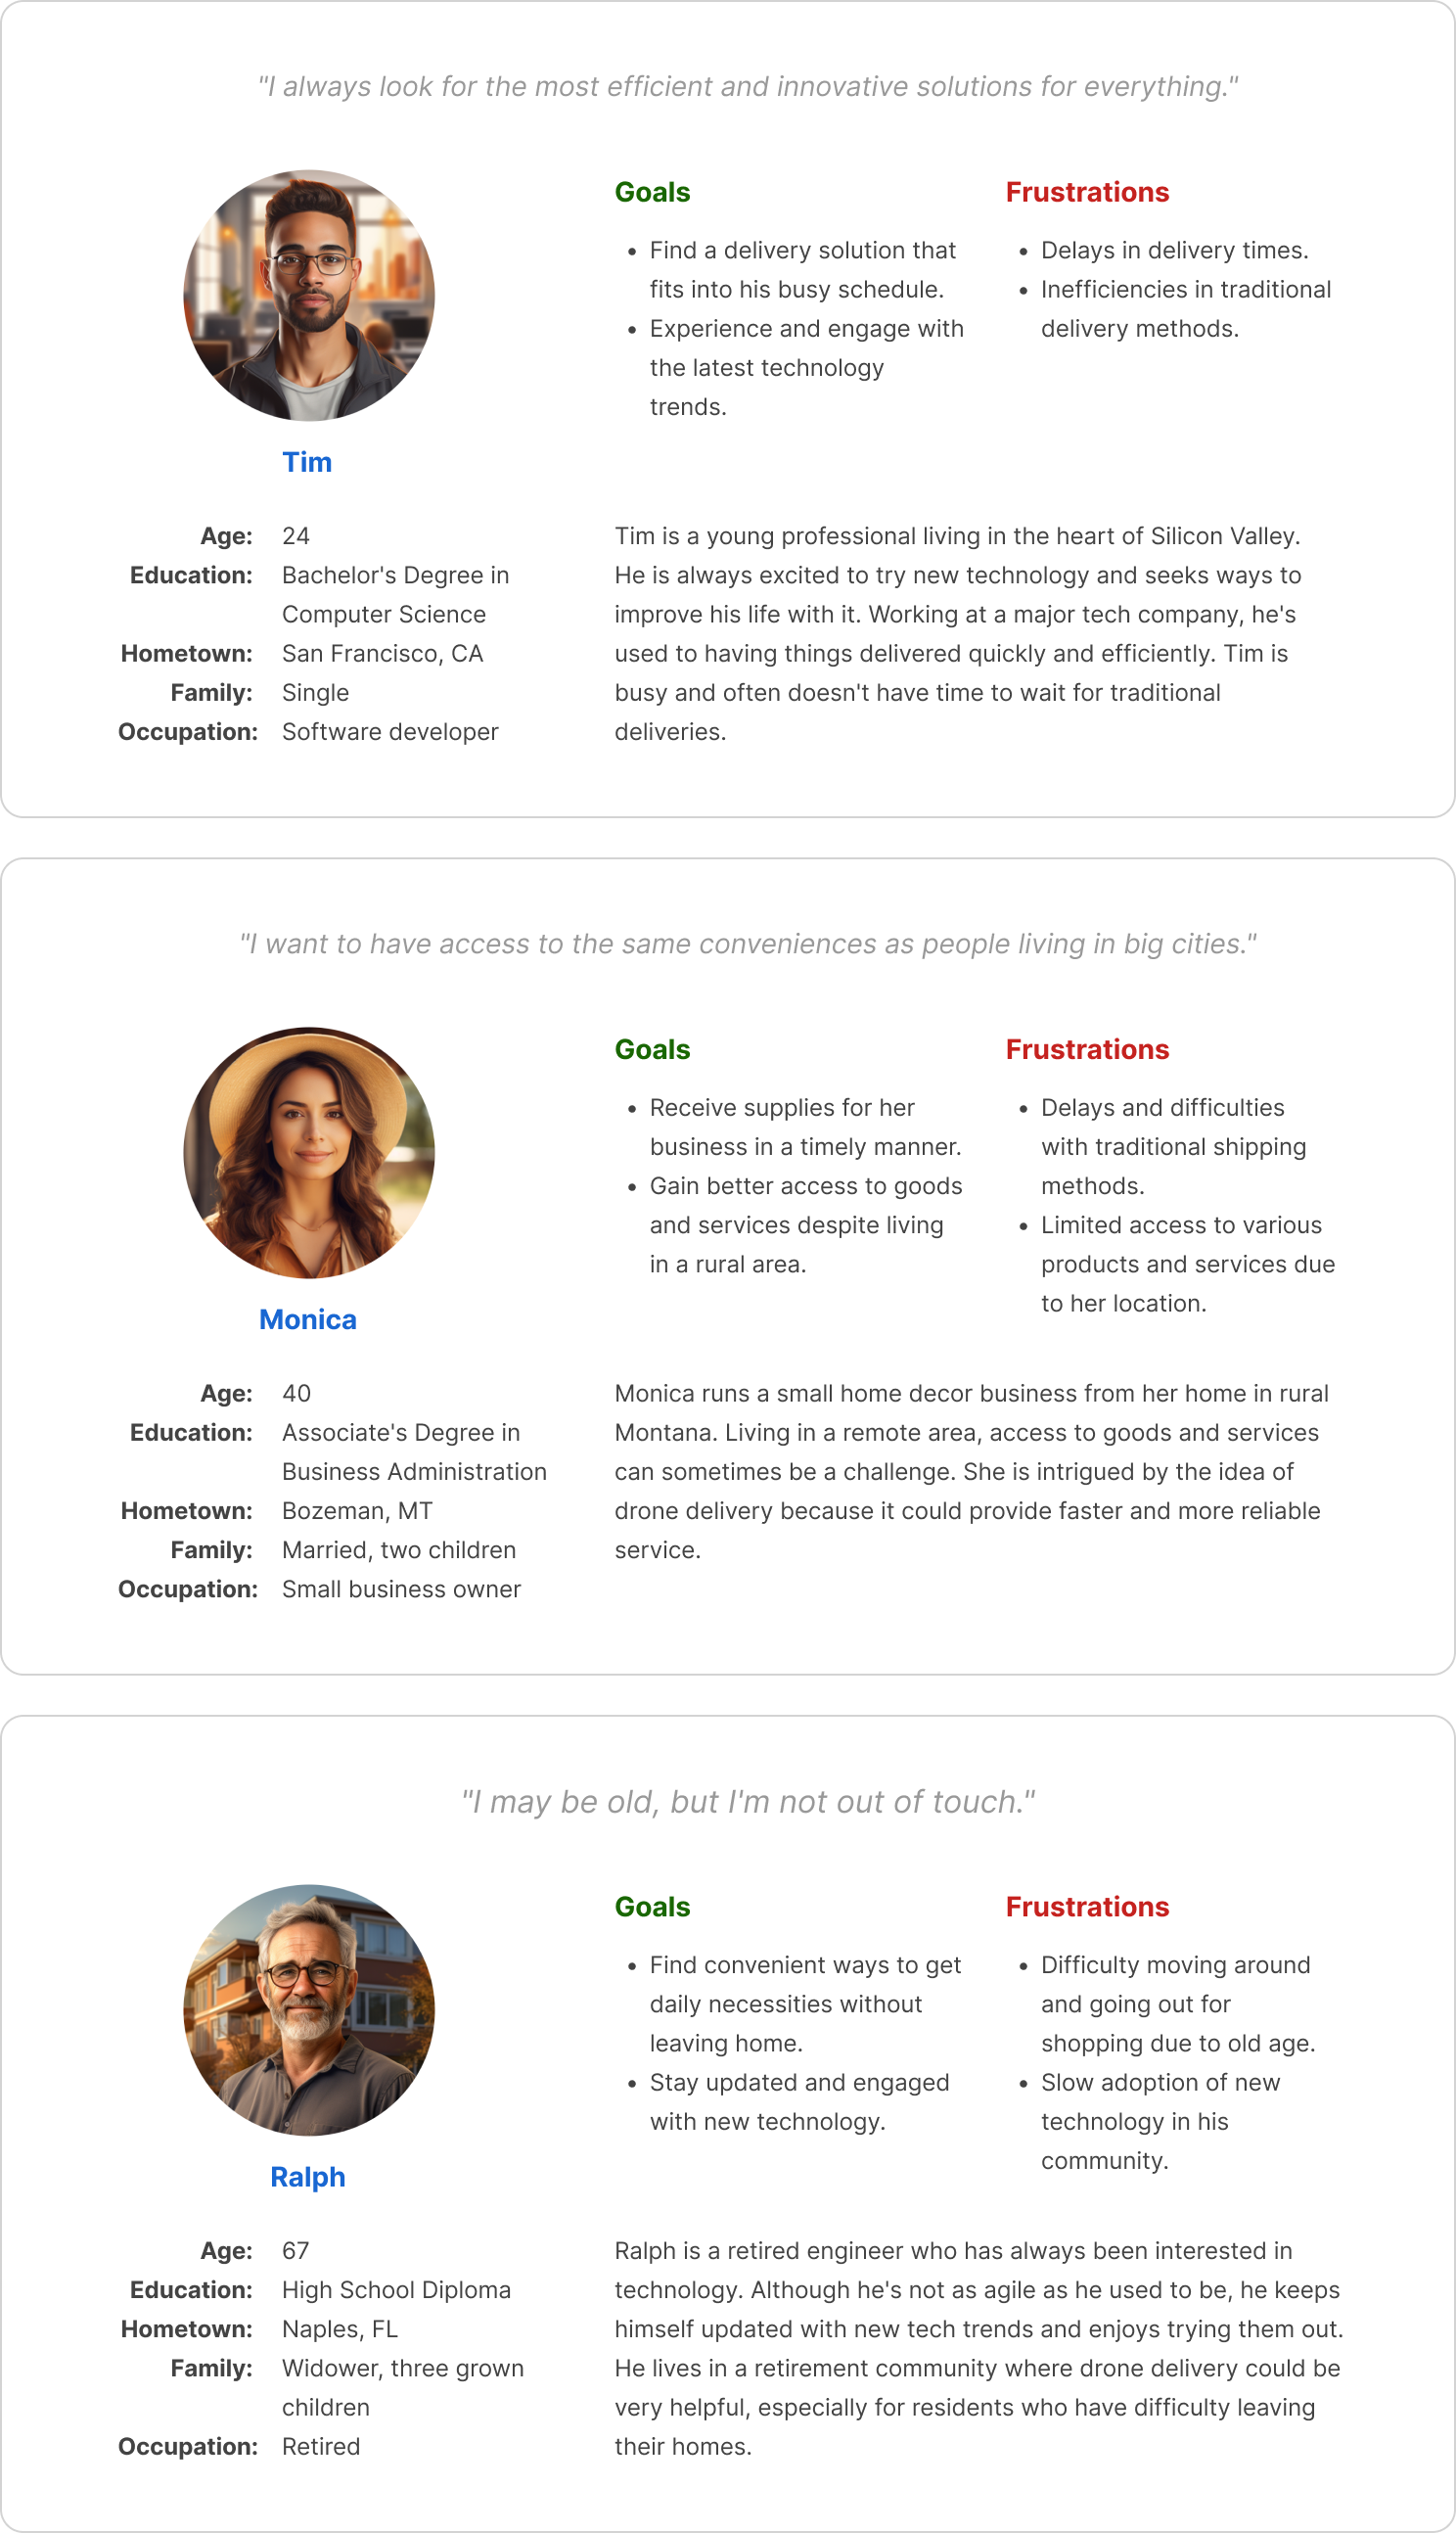 "I always look for the most efficient and innovative solutions for everything."
Goals
• Find a delivery solution that
fits into his busy schedule.
• Experience and engage with
the latest technology
trends.
Frustrations
• Delays in delivery times.
• Inefficiencies in traditional
delivery methods.
Tim
Age: 24
Education: Bachelor's Degree in
Computer Science
Hometown: San Francisco, CA
Family: Single
Occupation: Software developer
Tim is a young professional living in the heart of Silicon Valley.
He is always excited to try new technology and seeks ways to
improve his life with it. Working at a major tech company, he's
used to having things delivered quickly and efficiently. Tim is
busy and often doesn't have time to wait for traditional
deliveries.
"I want to have access to the same conveniences as people living in big cities."
Goals
• Receive supplies for her
business in a timely manner.
• Gain better access to goods
and services despite living
in a rural area.
Frustrations
• Delays and difficulties
with traditional shipping
methods.
• Limited access to various
products and services due
to her location.
Monica
Age: 40
Education: Associate's Degree in
Business Administration
Hometown: Bozeman, MT
Family: Married, two children
Occupation: Small business owner
Monica runs a small home decor business from her home in rural
Montana. Living in a remote area, access to goods and services
can sometimes be a challenge. She is intrigued by the idea of
drone delivery because it could provide faster and more reliable
service.
"I may be old, but I'm not out of touch."
Goals
• Find convenient ways to get
daily necessities without
leaving home.
• Stay updated and engaged
with new technology.
Frustrations
• Difficulty moving around
and going out for
shopping due to old age.
• Slow adoption of new
technology in his
community.
Ralph
Age: 67
Education: High School Diploma
Hometown: Naples, FL
Family: Widower, three grown
children
Occupation: Retired
Ralph is a retired engineer who has always been interested in
technology. Although he's not as agile as he used to be, he keeps
himself updated with new tech trends and enjoys trying them out.
He lives in a retirement community where drone delivery could be
very helpful, especially for residents who have difficulty leaving
their homes.